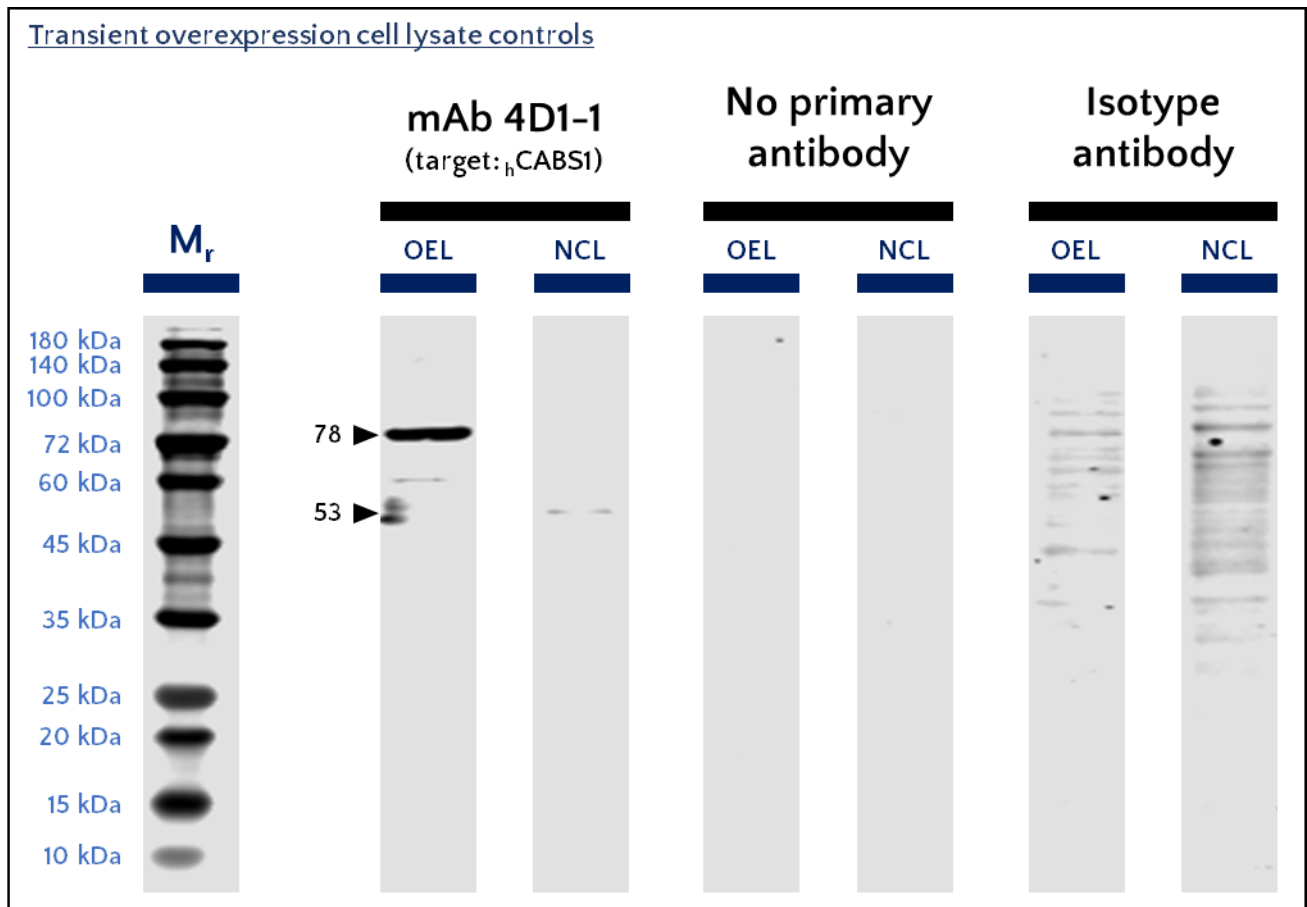 Transient overexpression cell lysate controls
mAb 4D1-1
(target: hCABS1)
No primary
antibody
Isotype
antibody
Mr
OEL
NCL
OEL
NCL
OEL
NCL
180 kDa
140 kDa
100 kDa
72 kDa
60 kDa
45 kDa
35 kDa
25 kDa
20 kDa
15 kDa
10 kDa
78
53